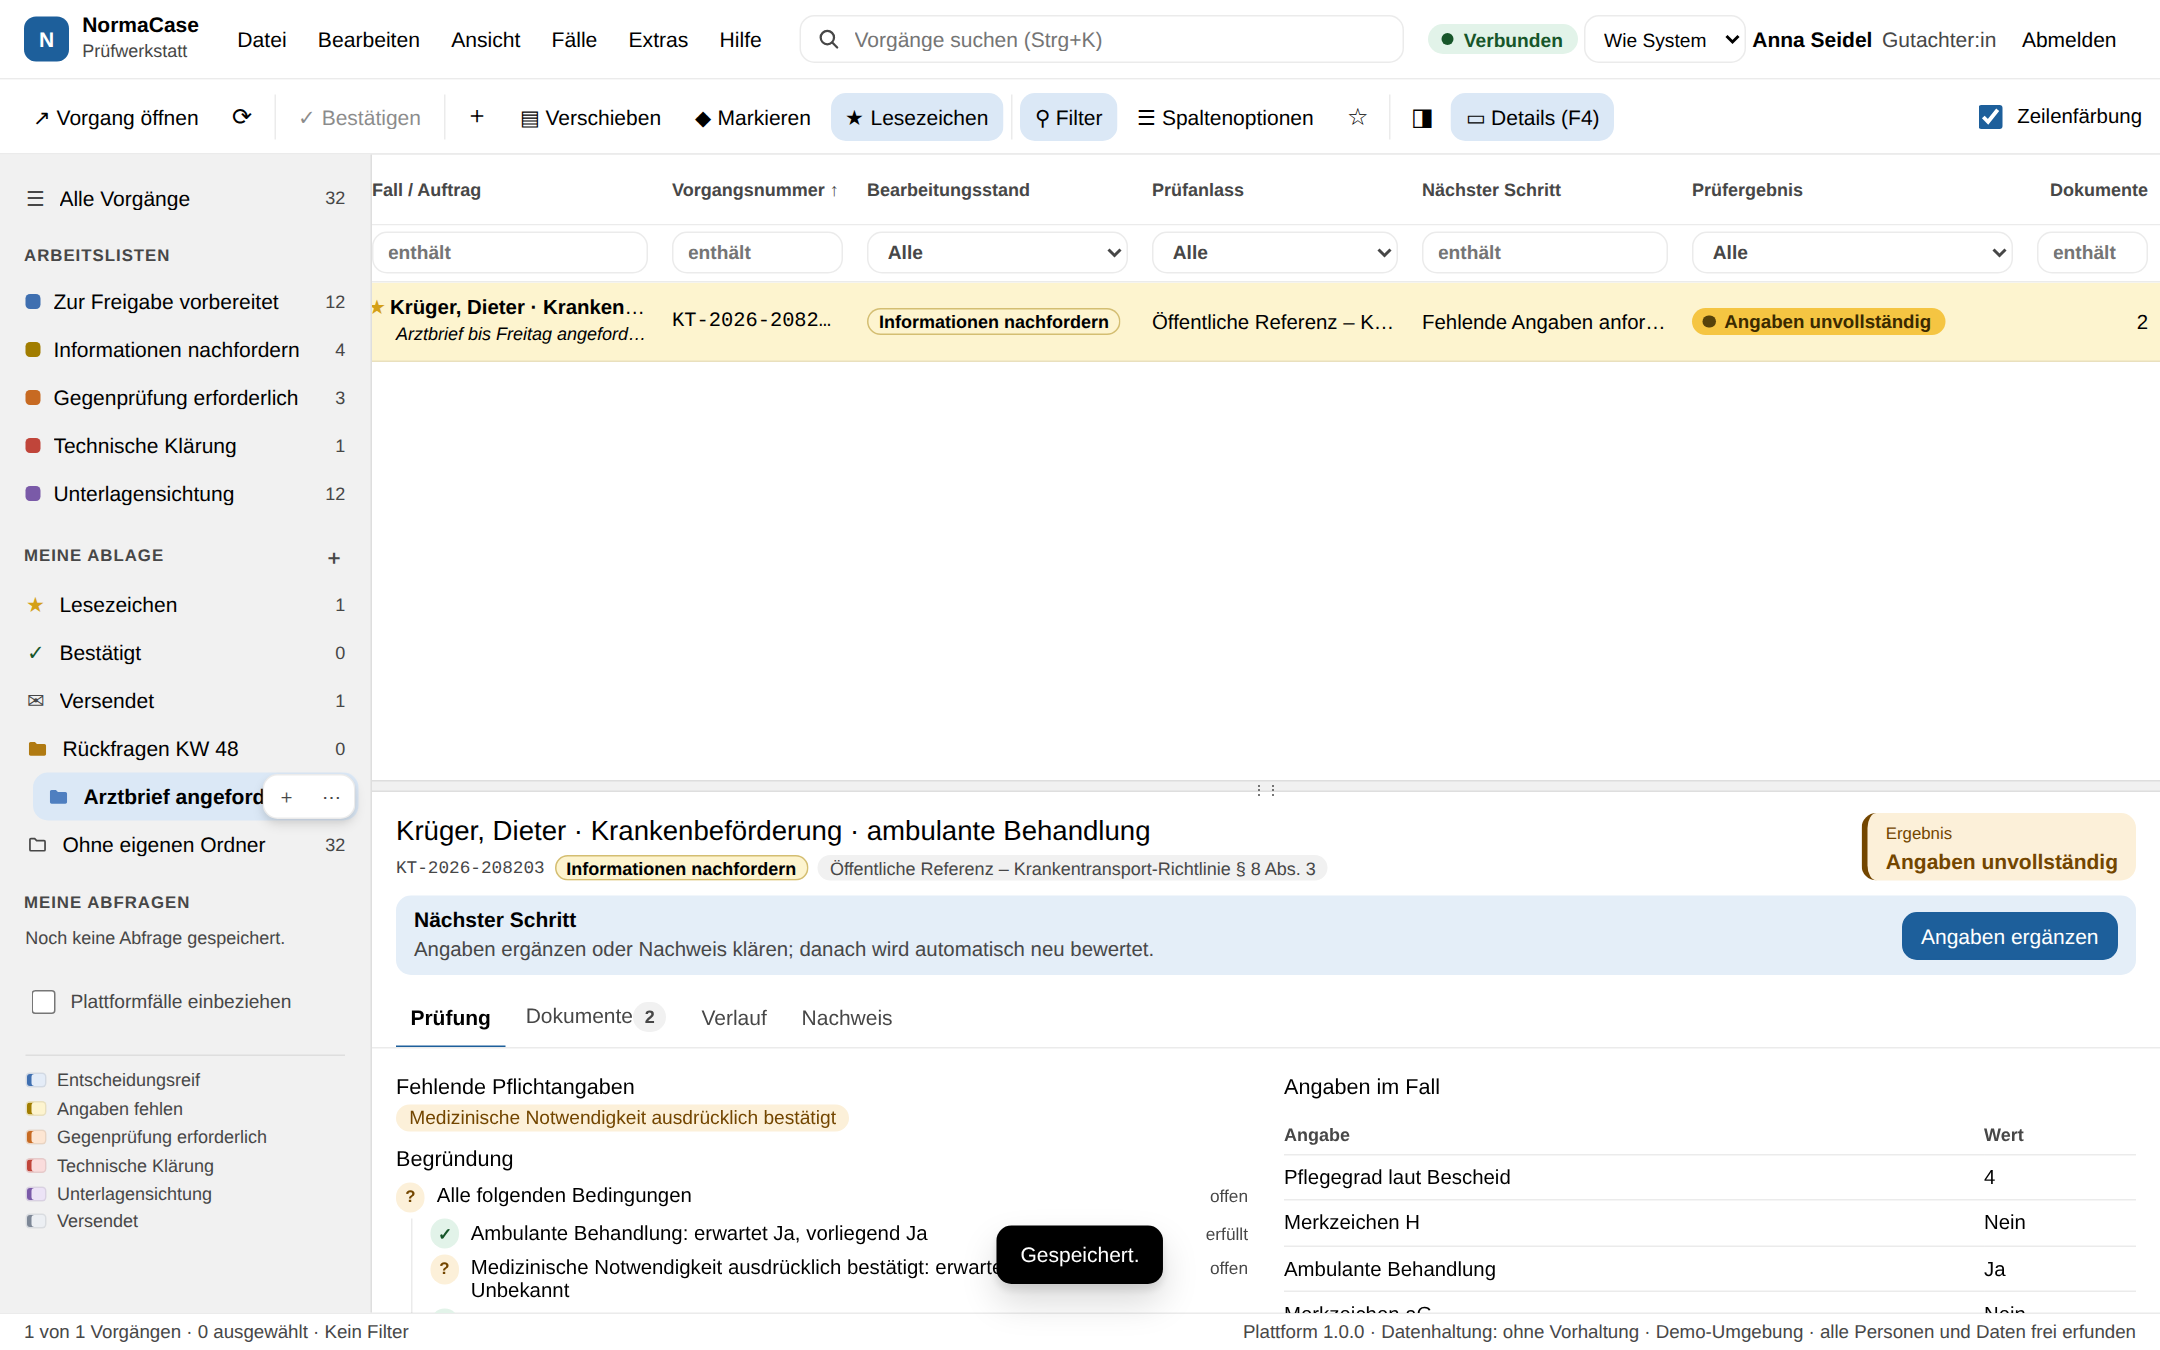 N
NormaCase
Prüfwerkstatt
Datei Bearbeiten Ansicht Fälle Extras Hilfe
Vorgänge suchen (Strg+K)
Verbunden
Wie System
Anna Seidel Gutachter:in
Abmelden
↗ Vorgang öffnen
⟳
✓ Bestätigen
+
▤ Verschieben
◆ Markieren
★ Lesezeichen
⚲ Filter
☰ Spaltenoptionen
☆
◨
▭ Details (F4)
Zeilenfärbung
☰ Alle Vorgänge 32
ARBEITSLISTEN
Zur Freigabe vorbereitet 12
Informationen nachfordern 4
Gegenprüfung erforderlich 3
Technische Klärung 1
Unterlagensichtung 12
MEINE ABLAGE +
★ Lesezeichen 1
✓ Bestätigt 0
✉ Versendet 1
Rückfragen KW 48 0
Arztbrief angeford + ⋯
Ohne eigenen Ordner 32
MEINE ABFRAGEN
Noch keine Abfrage gespeichert.
Plattformfälle einbeziehen
Entscheidungsreif
Angaben fehlen
Gegenprüfung erforderlich
Technische Klärung
Unterlagensichtung
Versendet
Fall / Auftrag Vorgangsnummer ↑ Bearbeitungsstand Prüfanlass Nächster Schritt Prüfergebnis Dokumente
enthält enthält Alle Alle enthält Alle enthält
★ Krüger, Dieter · Kranken… KT-2026-2082… Informationen nachfordern Öffentliche Referenz – K… Fehlende Angaben anfor… Angaben unvollständig 2
Arztbrief bis Freitag angeford…
Krüger, Dieter · Krankenbeförderung · ambulante Behandlung
KT-2026-208203 Informationen nachfordern Öffentliche Referenz – Krankentransport-Richtlinie § 8 Abs. 3
Ergebnis
Angaben unvollständig
Nächster Schritt
Angaben ergänzen oder Nachweis klären; danach wird automatisch neu bewertet.
Angaben ergänzen
Prüfung Dokumente 2 Verlauf Nachweis
Fehlende Pflichtangaben
Medizinische Notwendigkeit ausdrücklich bestätigt
Begründung
? Alle folgenden Bedingungen offen
✓ Ambulante Behandlung: erwartet Ja, vorliegend Ja erfüllt
? Medizinische Notwendigkeit ausdrücklich bestätigt: erwarte offen
Unbekannt
Gespeichert.
Angaben im Fall
Angabe Wert
Pflegegrad laut Bescheid 4
Merkzeichen H Nein
Ambulante Behandlung Ja
Merkzeichen aG Nein
1 von 1 Vorgängen · 0 ausgewählt · Kein Filter
Plattform 1.0.0 · Datenhaltung: ohne Vorhaltung · Demo-Umgebung · alle Personen und Daten frei erfunden